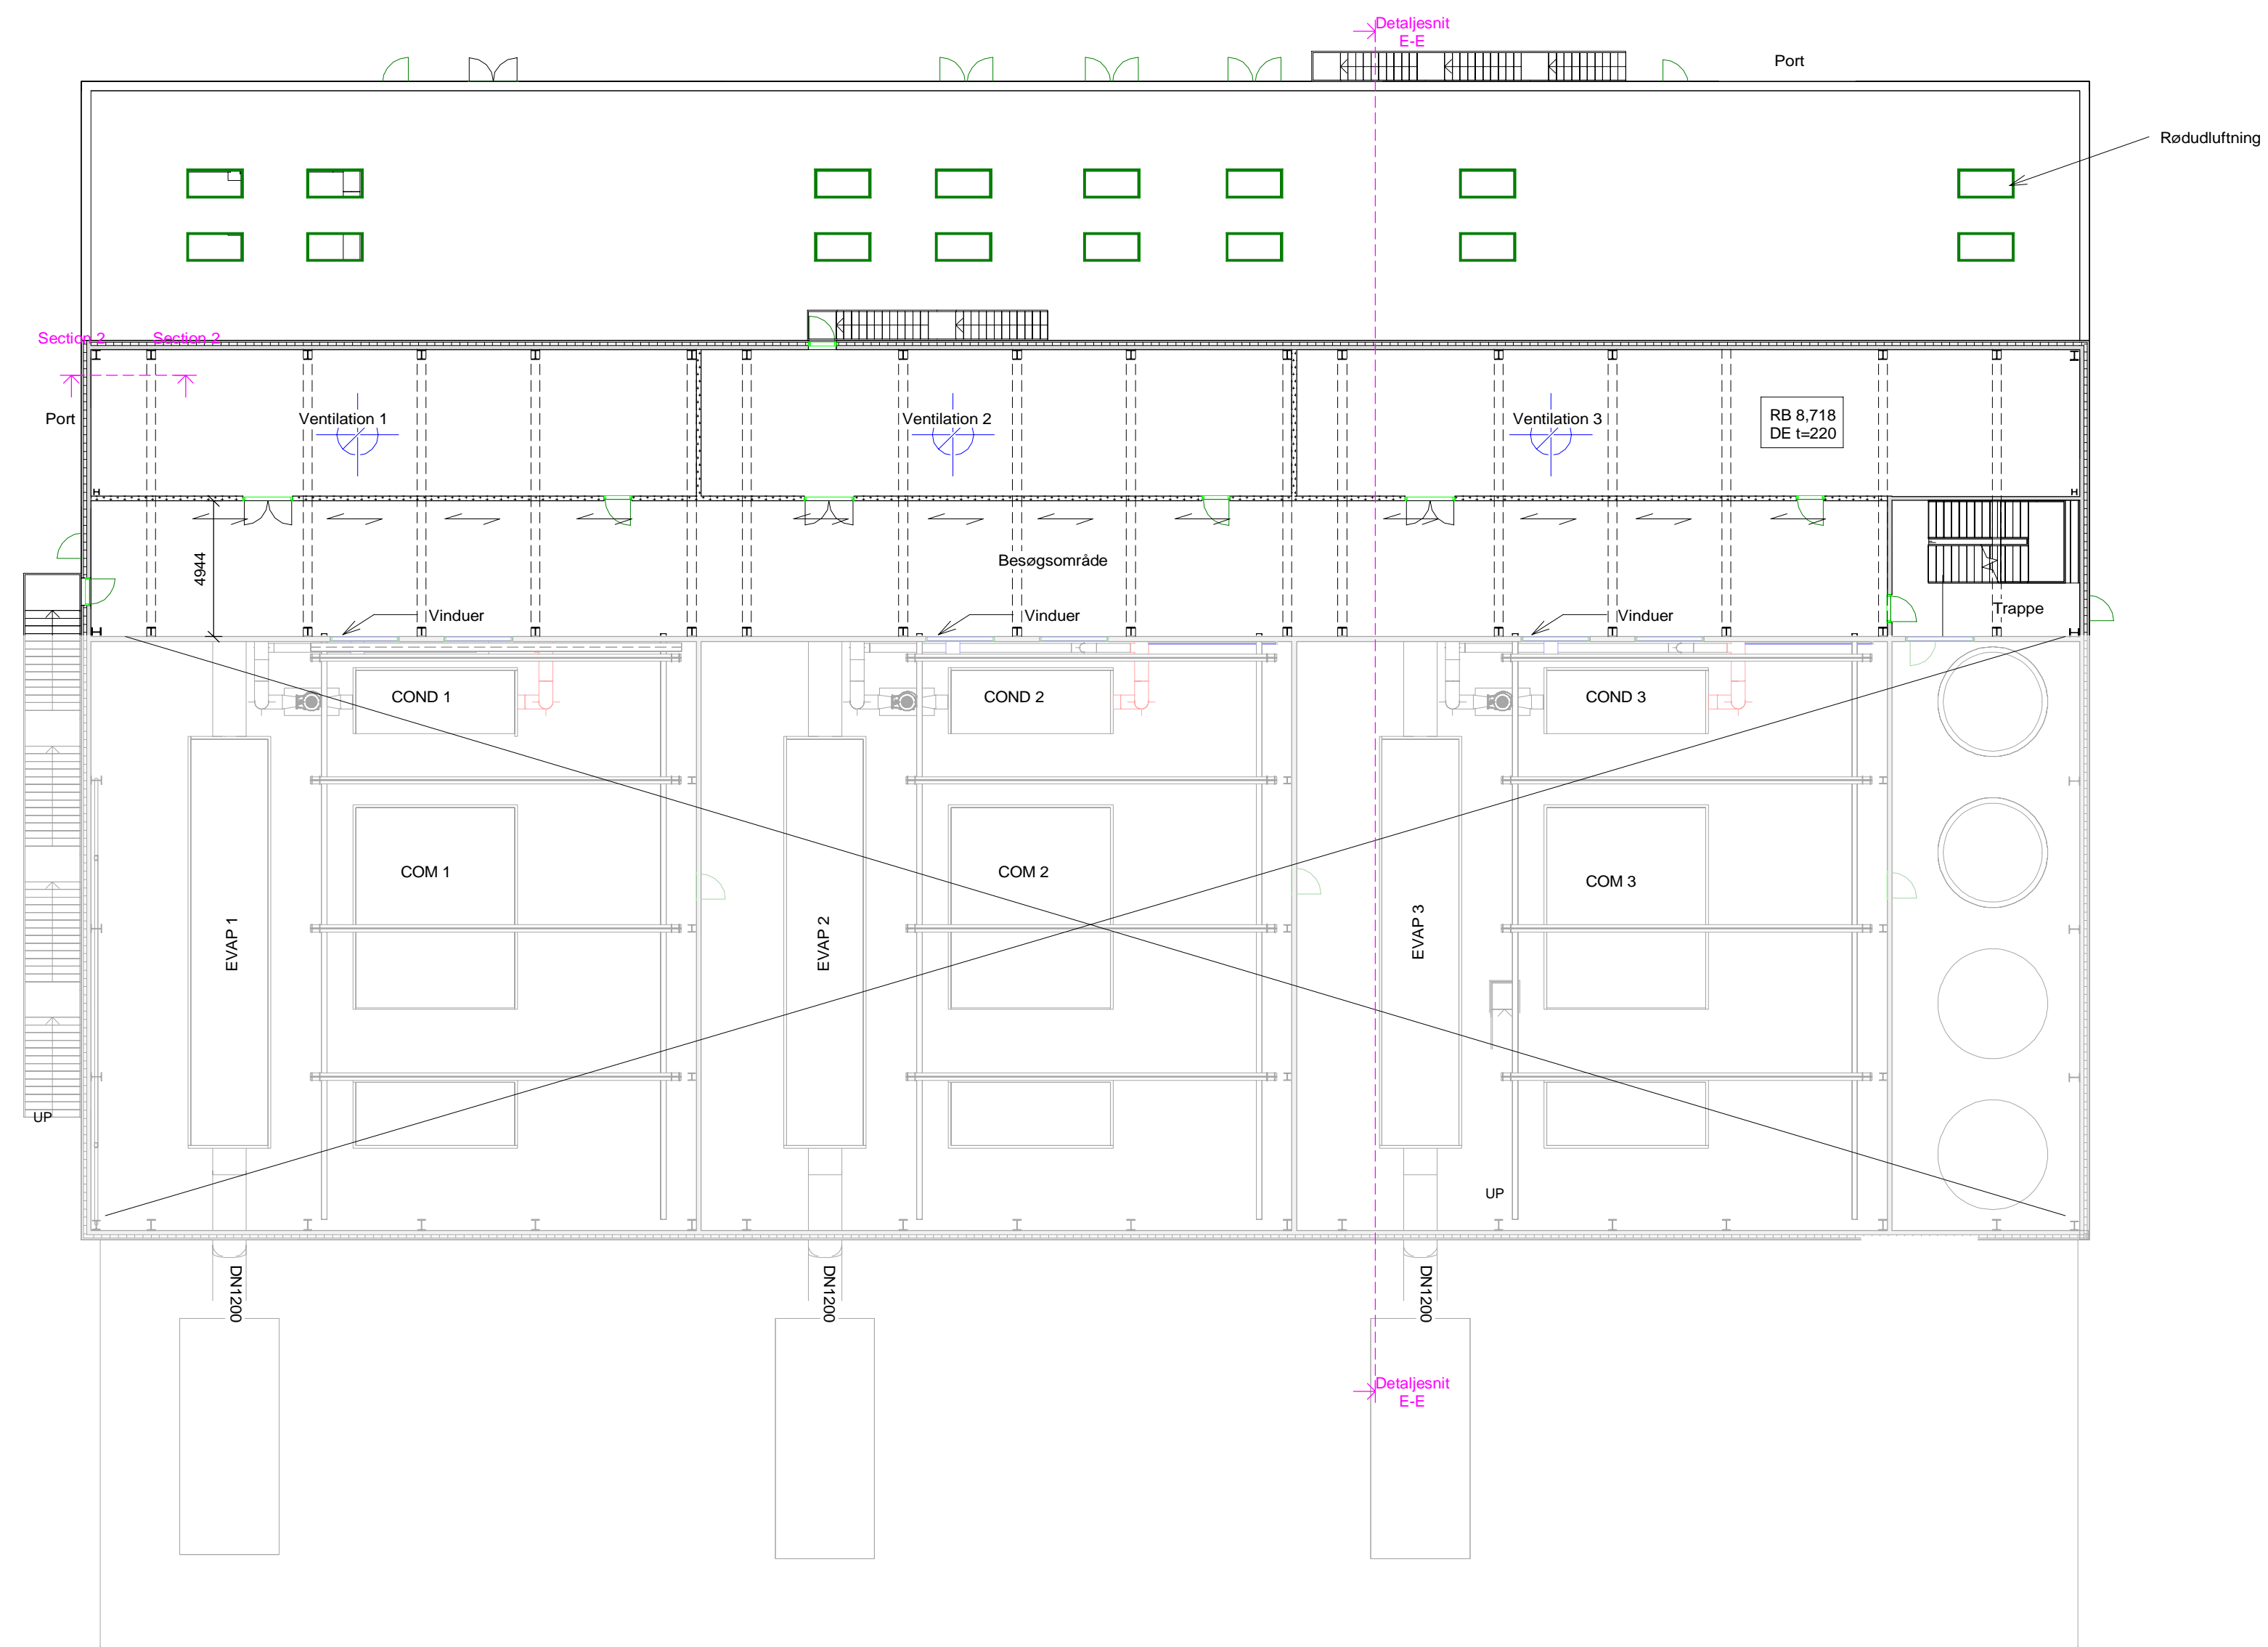 Detaljesnit
E-E
Port
Rødudluftning
Section 2
Section 2
Port
Ventilation 1
Ventilation 2
Ventilation 3
RB 8,718
DE t=220
4944
Besøgsområde
Vinduer
Vinduer
Vinduer
Trappe
COND 1
COND 2
COND 3
COM 1
COM 2
COM 3
EVAP 1
EVAP 2
EVAP 3
UP
UP
DN1200
DN1200
DN1200
Detaljesnit
E-E